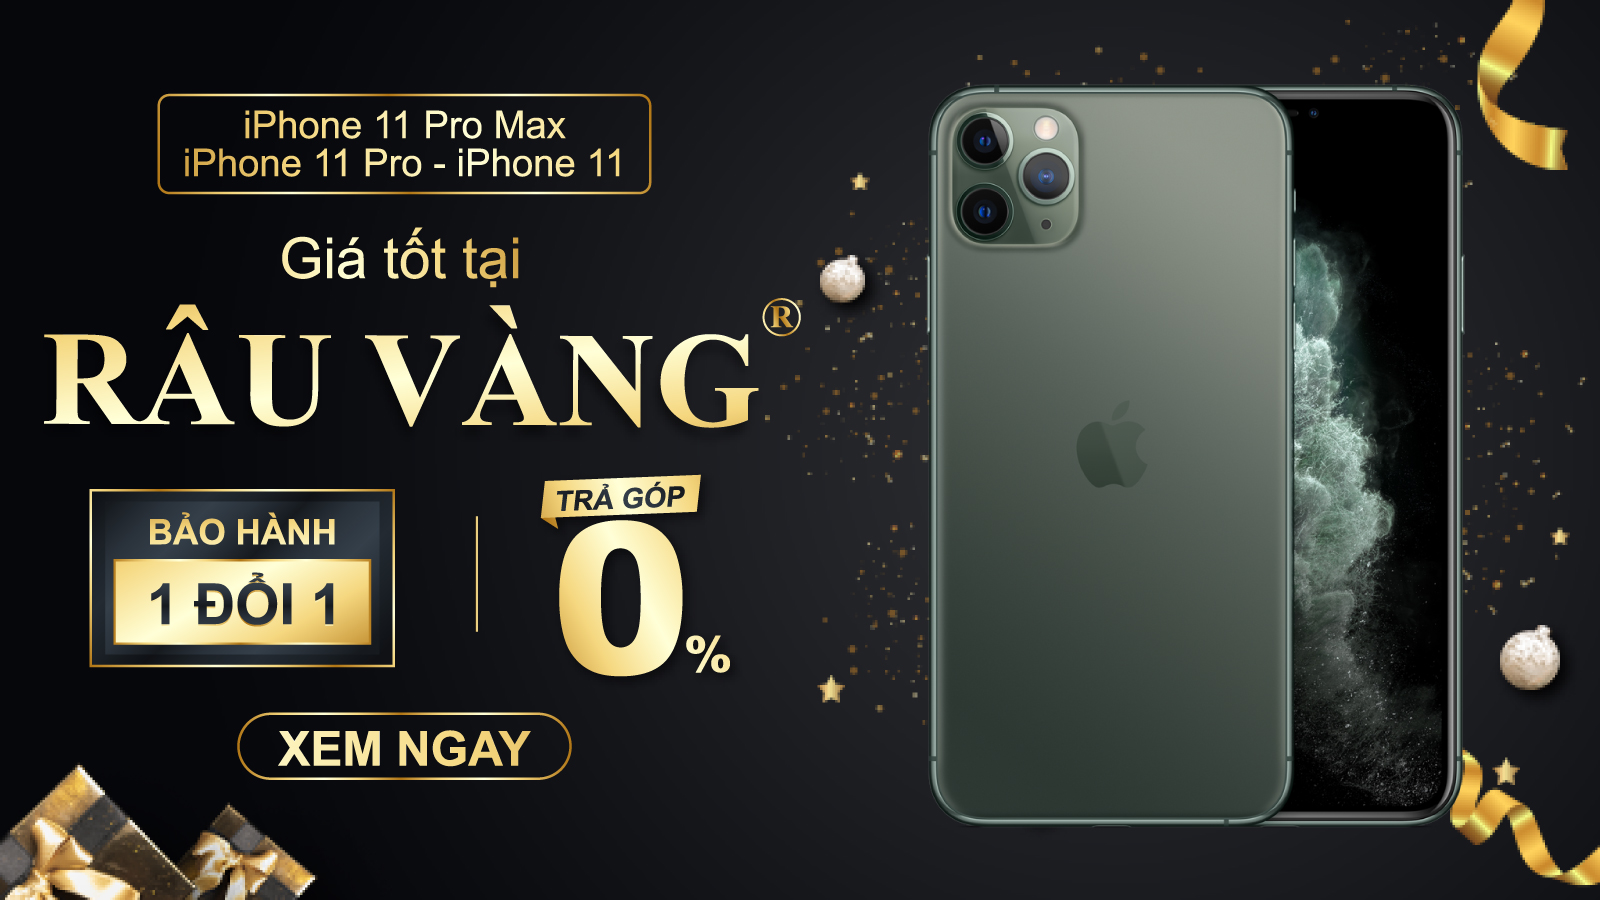 iPhone 11 Pro Max
iPhone 11 Pro - iPhone 11
Giá tốt tại
RÂU VÀNG®
BẢO HÀNH
1 ĐỔI 1
TRẢ GÓP
0%
XEM NGAY